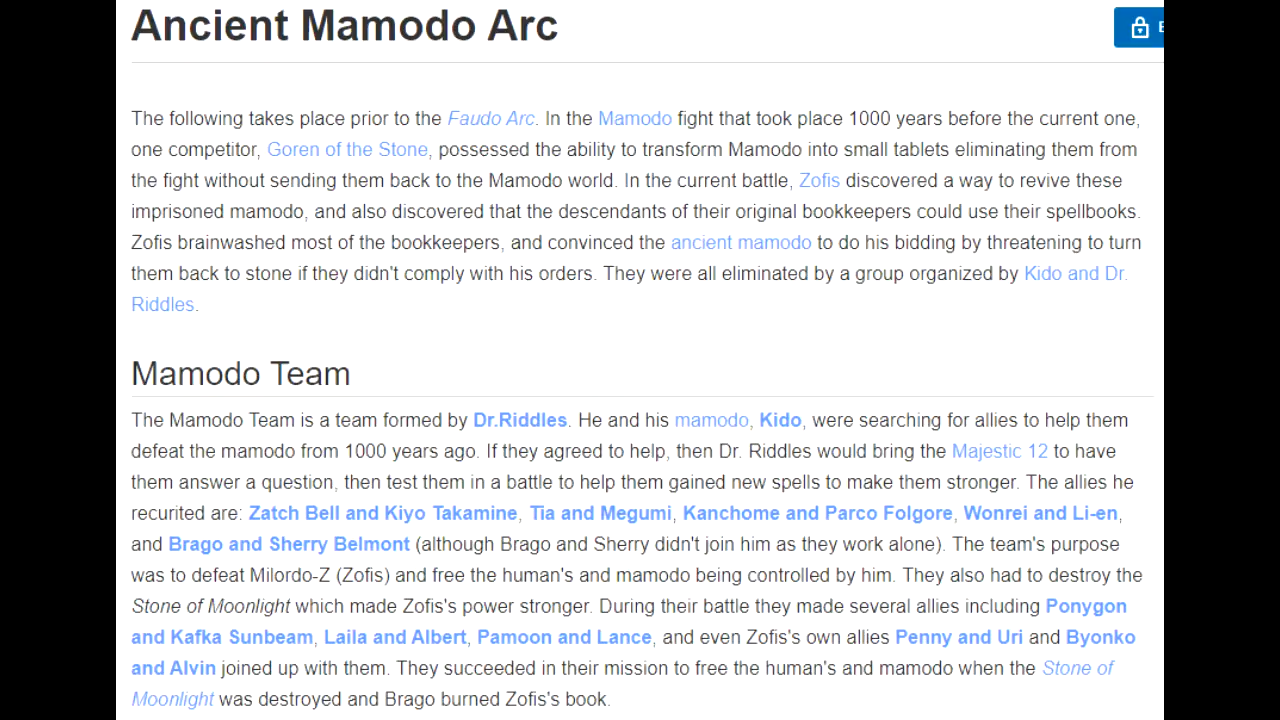 Ancient Mamodo Arc
The following takes place prior to the Faudo Arc. In the Mamodo fight that took place 1000 years before the current one,
one competitor, Goren of the Stone, possessed the ability to transform Mamodo into small tablets eliminating them from
the fight without sending them back to the Mamodo world. In the current battle, Zofis discovered a way to revive these
imprisoned mamodo, and also discovered that the descendants of their original bookkeepers could use their spellbooks.
Zofis brainwashed most of the bookkeepers, and convinced the ancient mamodo to do his bidding by threatening to turn
them back to stone if they didn't comply with his orders. They were all eliminated by a group organized by Kido and Dr.
Riddles.
Mamodo Team
The Mamodo Team is a team formed by Dr.Riddles. He and his mamodo, Kido, were searching for allies to help them
defeat the mamodo from 1000 years ago. If they agreed to help, then Dr. Riddles would bring the Majestic 12 to have
them answer a question, then test them in a battle to help them gained new spells to make them stronger. The allies he
recurited are: Zatch Bell and Kiyo Takamine, Tia and Megumi, Kanchome and Parco Folgore, Wonrei and Li-en,
and Brago and Sherry Belmont (although Brago and Sherry didn't join him as they work alone). The team's purpose
was to defeat Milordo-Z (Zofis) and free the human's and mamodo being controlled by him. They also had to destroy the
Stone of Moonlight which made Zofis's power stronger. During their battle they made several allies including Ponygon
and Kafka Sunbeam, Laila and Albert, Pamoon and Lance, and even Zofis's own allies Penny and Uri and Byonko
and Alvin joined up with them. They succeeded in their mission to free the human's and mamodo when the Stone of
Moonlight was destroyed and Brago burned Zofis's book.